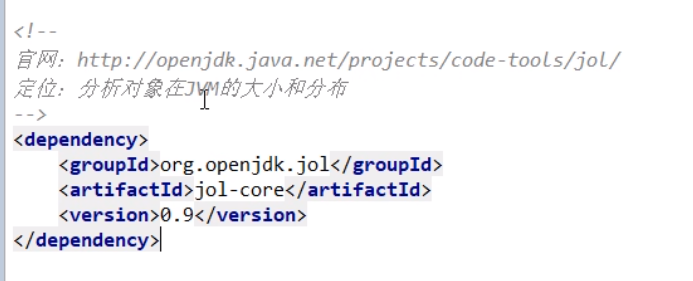 <!--
官网：http://openjdk.java.net/projects/code-tools/jol/
定位：分析对象在JVM的大小和分布
-->
<dependency>
<groupId>org.openjdk.jol</groupId>
<artifactId>jol-core</artifactId>
<version>0.9</version>
</dependency>